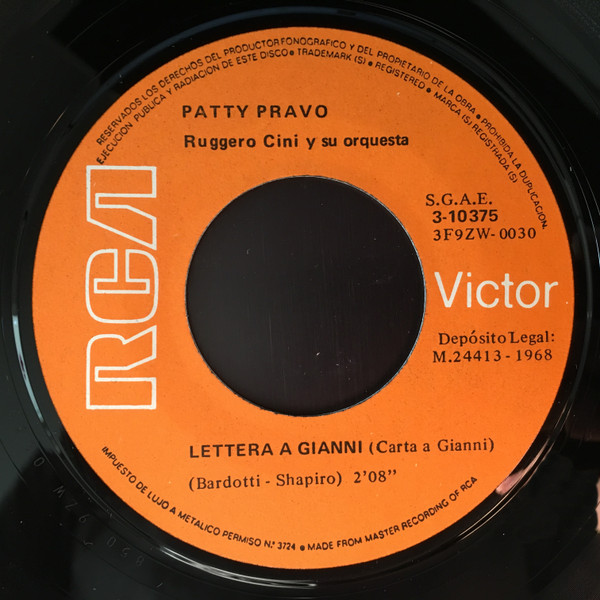 RESERVADOS LOS DERECHOS DEL PRODUCTOR FONOGRAFICO Y DEL PROPIETARIO DE LA OBRA • PROHIBIDA LA DUPLICACION,
EJECUCION PUBLICA Y RADIACION DE ESTE DISCO • TRADEMARK (S) • REGISTERED • MARCA (S) REGISTRADA (S)
PATTY PRAVO
Ruggero Cini y su orquesta
RCA
S.G.A.E.
3-10375
3F9ZW-0030
Victor
Depósito Legal:
M.24413-1968
LETTERA A GIANNI (Carta a Gianni)
(Bardotti - Shapiro) 2'08"
IMPUESTO DE LUJO A METALICO PERMISO N.º 3724 • MADE FROM MASTER RECORDING OF RCA